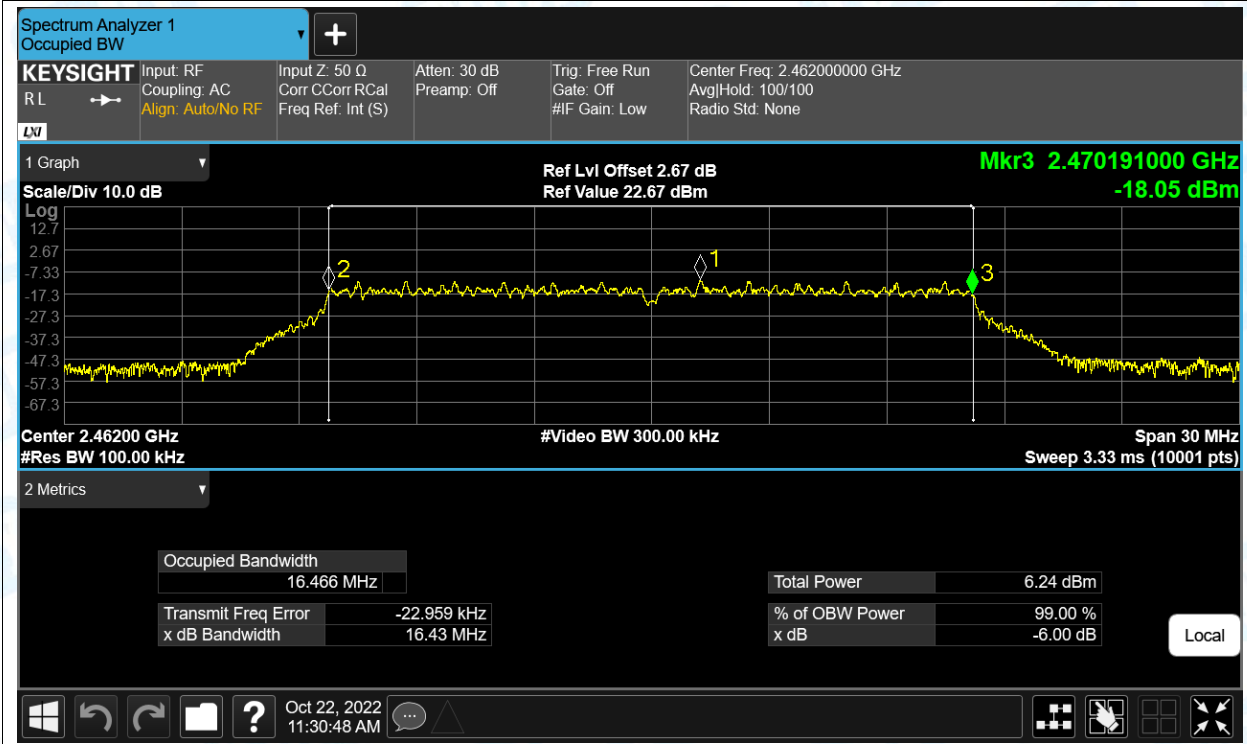 Spectrum Analyzer 1
Occupied BW
+
KEYSIGHT Input: RF Input Z: 50 Ω Atten: 30 dB Trig: Free Run Center Freq: 2.462000000 GHz
R L Coupling: AC Corr CCorr RCal Preamp: Off Gate: Off Avg|Hold: 100/100
Align: Auto/No RF Freq Ref: Int (S) #IF Gain: Low Radio Std: None
LXI
1 Graph Ref Lvl Offset 2.67 dB Mkr3 2.470191000 GHz
Scale/Div 10.0 dB Ref Value 22.67 dBm -18.05 dBm
Log
12.7
2.67
-7.33
-17.3
-27.3
-37.3
-47.3
-57.3
-67.3
2
1
3
Center 2.46200 GHz #Video BW 300.00 kHz Span 30 MHz
#Res BW 100.00 kHz Sweep 3.33 ms (10001 pts)
2 Metrics
Occupied Bandwidth
16.466 MHz Total Power 6.24 dBm
Transmit Freq Error -22.959 kHz % of OBW Power 99.00 %
x dB Bandwidth 16.43 MHz x dB -6.00 dB
Local
? Oct 22, 2022
11:30:48 AM